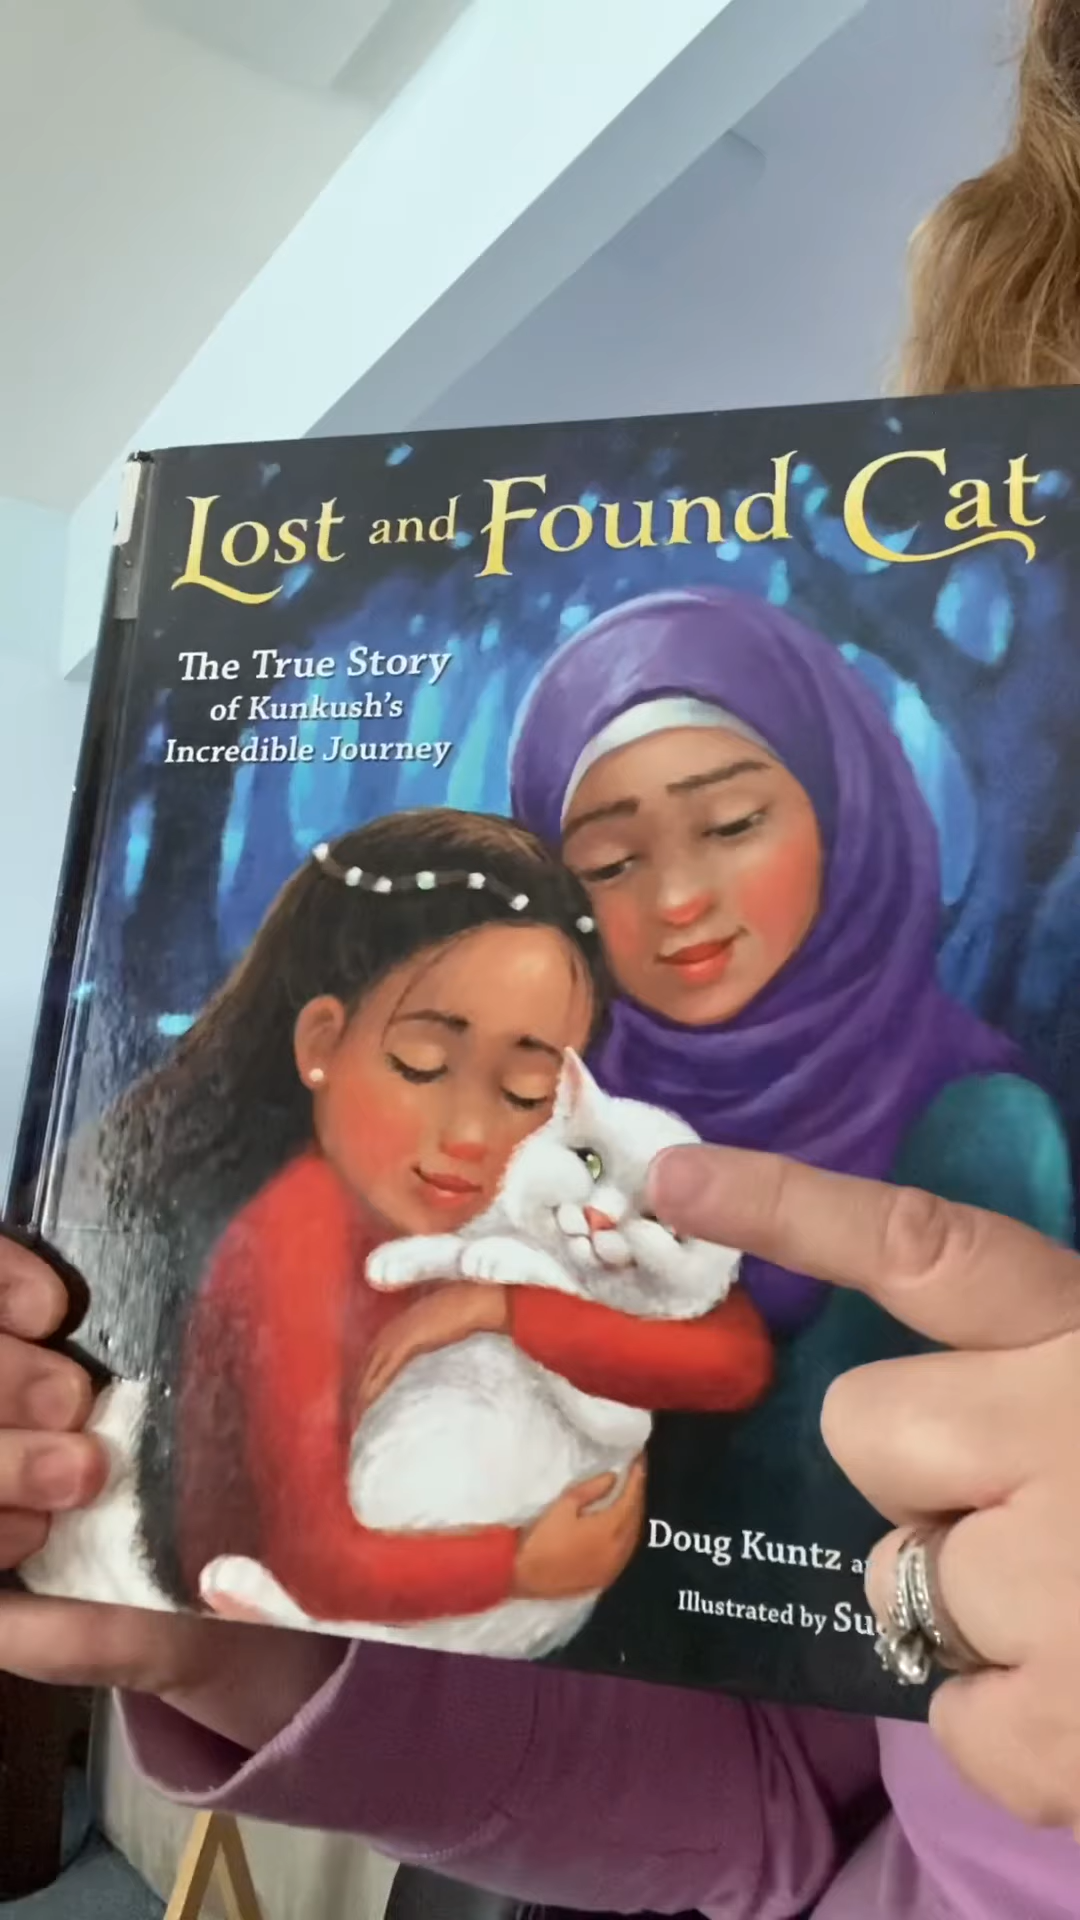 Lost and Found Cat
The True Story
of Kunkush's
Incredible Journey
Doug Kuntz
Illustrated by